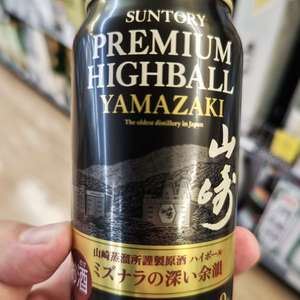 SUNTORY
PREMIUM
HIGHBALL
YAMAZAKI
The oldest distillery in Japan
山崎
山崎蒸溜所謹製原酒 ハイボール
ミズナラの深い余韻
酒